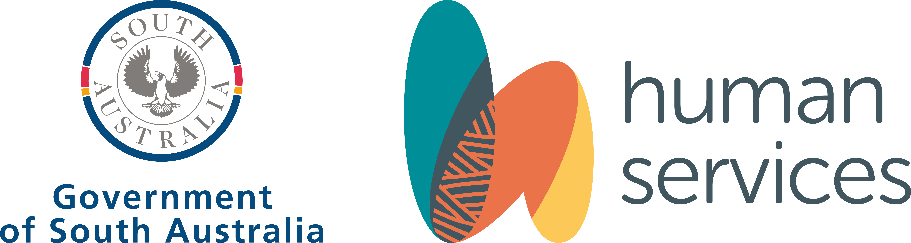 SOUTH
AUSTRALIA
Government
of South Australia
human
services